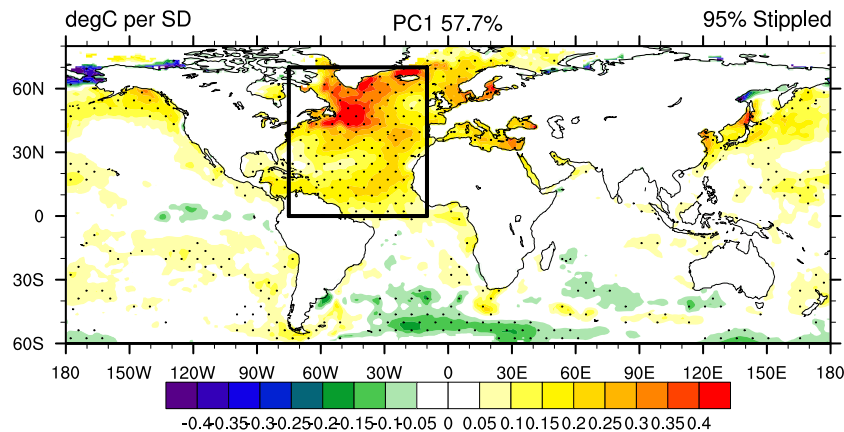 degC per SD PC1 57.7% 95% Stippled
60N
30N
0
30S
60S
180 150W 120W 90W 60W 30W 0 30E 60E 90E 120E 150E 180
-0.4 -0.35 -0.3 -0.25 -0.2 -0.15 -0.1 -0.05 0 0.05 0.1 0.15 0.2 0.25 0.3 0.35 0.4